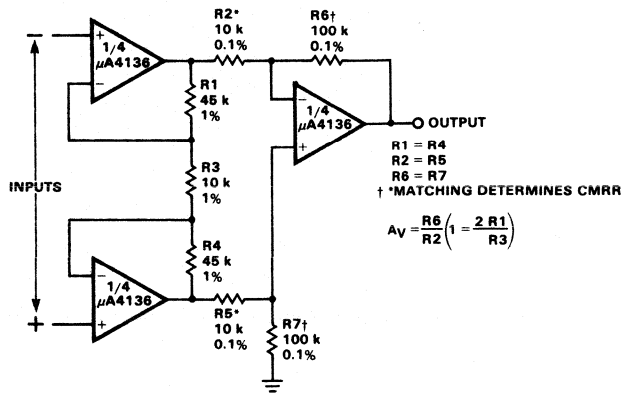 R2*
10 k
0.1%
R6†
100 k
0.1%
−
+
1/4
μA4136
−
R1
45 k
1%
−
1/4
μA4136
+
OUTPUT
R1 = R4
R2 = R5
R6 = R7
† *MATCHING DETERMINES CMRR
R3
10 k
1%
INPUTS
AV = R6/R2 (1 = 2 R1/R3)
R4
45 k
1%
−
1/4
μA4136
+
+
R5*
10 k
0.1%
R7†
100 k
0.1%